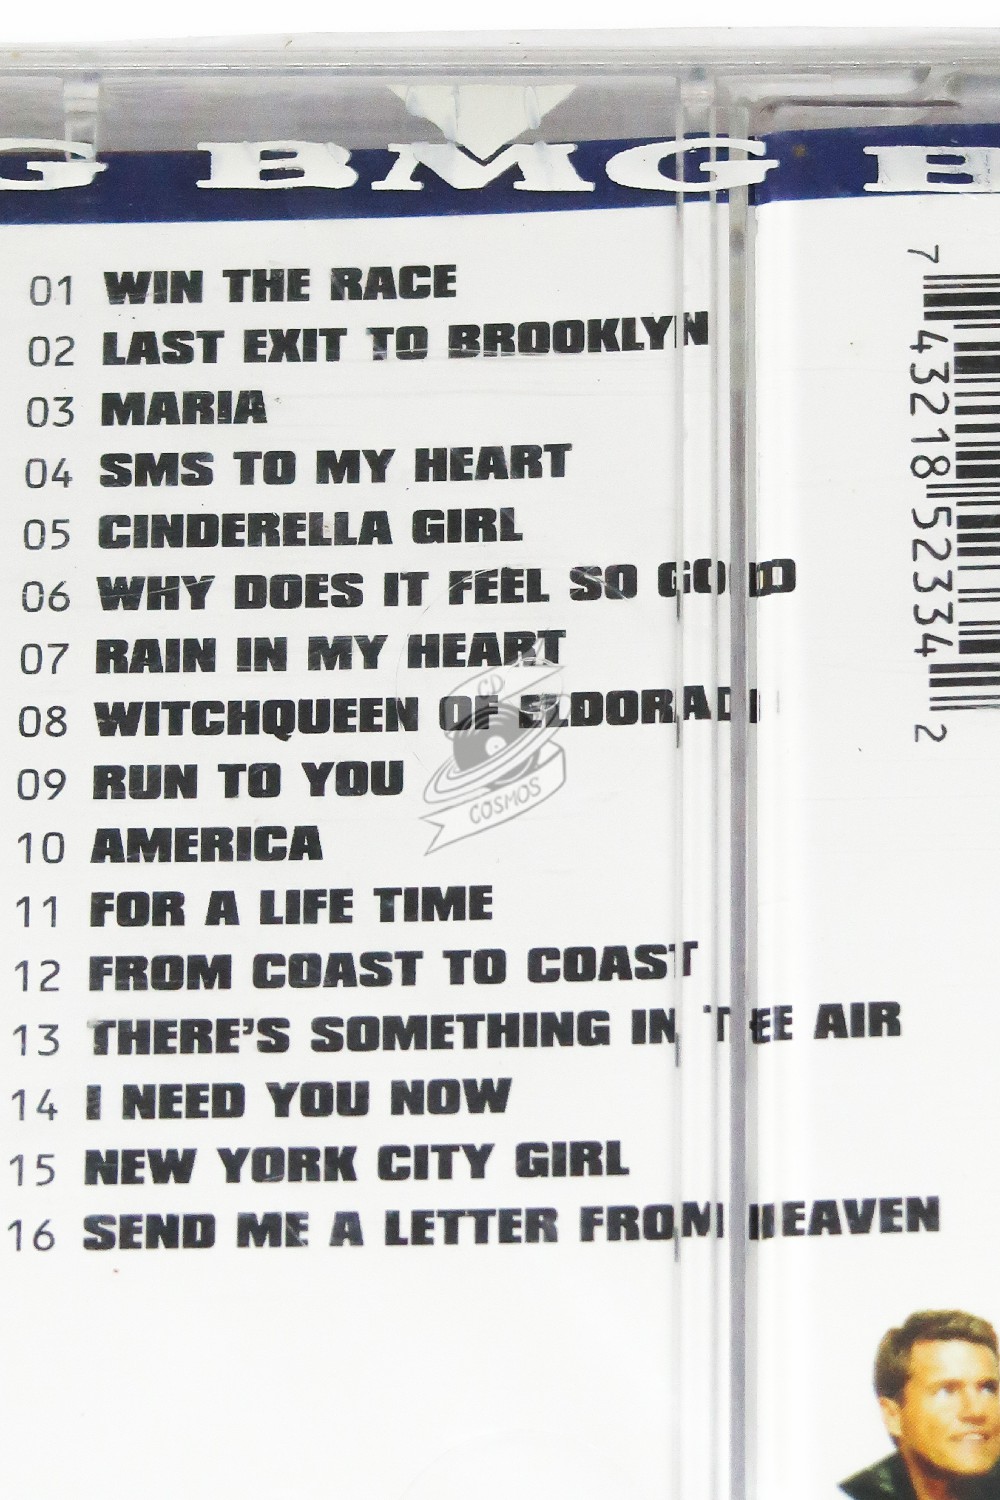 G BMG B
01 WIN THE RACE
02 LAST EXIT TO BROOKLYN
03 MARIA
04 SMS TO MY HEART
05 CINDERELLA GIRL
06 WHY DOES IT FEEL SO GOOD
07 RAIN IN MY HEART
08 WITCHQUEEN OF ELDORADO
09 RUN TO YOU
10 AMERICA
11 FOR A LIFE TIME
12 FROM COAST TO COAST
13 THERE'S SOMETHING IN THE AIR
14 I NEED YOU NOW
15 NEW YORK CITY GIRL
16 SEND ME A LETTER FROM HEAVEN
7 43218 52334 2
CD
COSMOS